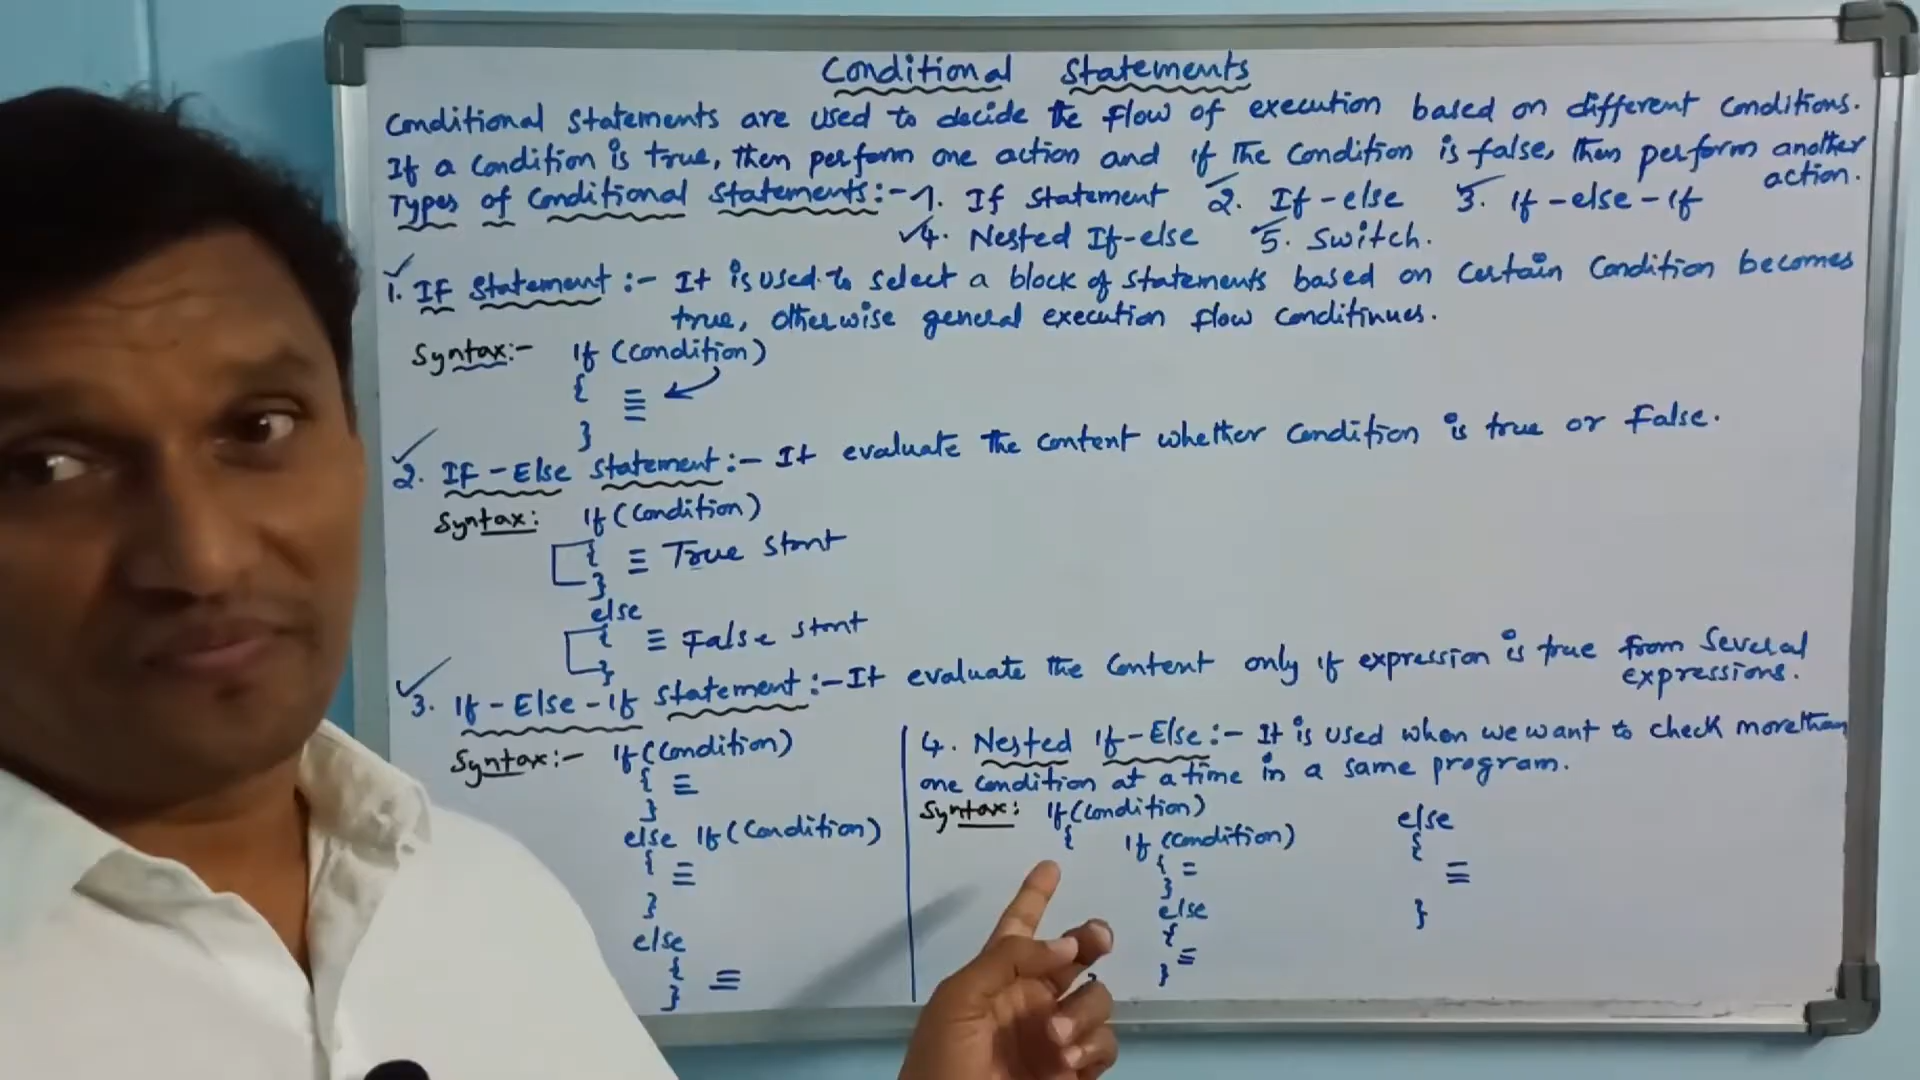 Conditional Statements
Conditional statements are used to decide the flow of execution based on different conditions.
If a condition is true, then perform one action and if the condition is false, then perform another action.
Types of Conditional Statements:- 1. If statement 2. If-else 3. If-else-If
4. Nested If-else 5. Switch.
1. IF Statement :- It is used to select a block of statements based on certain condition becomes
true, otherwise general execution flow conditinues.
Syntax:- If (condition)
{ ≡
}
2. IF-Else statement :- It evaluate the content whether condition is true or False.
Syntax: If (condition)
{ ≡ True stmt
}
else
{ ≡ False stmt
}
3. If-Else-If statement :- It evaluate the content only if expression is true from several
expressions.
Syntax:- If (condition)
{ ≡
}
else If (condition)
{ ≡
}
else
{ ≡
}
4. Nested If-Else:- It is used when we want to check morethan
one condition at a time in a same program.
Syntax: If (condition)
{ If (condition)
{ =
}
else
{ ≡
}
}
else
{
≡
}